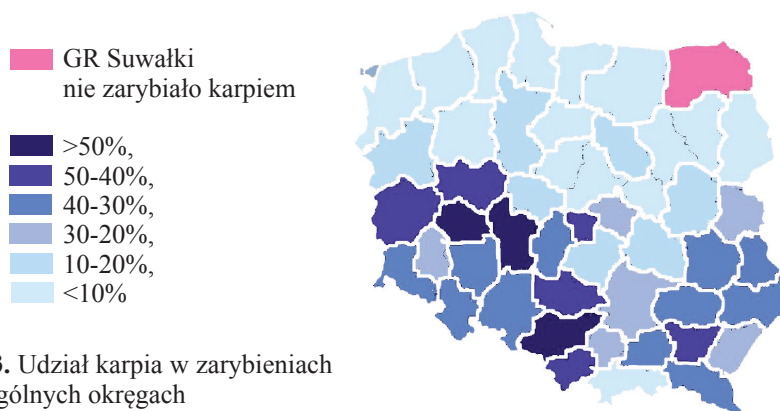 GR Suwałki
nie zarybiało karpiem
>50%,
50-40%,
40-30%,
30-20%,
10-20%,
<10%
3. Udział karpia w zarybieniach
gólnych okręgach